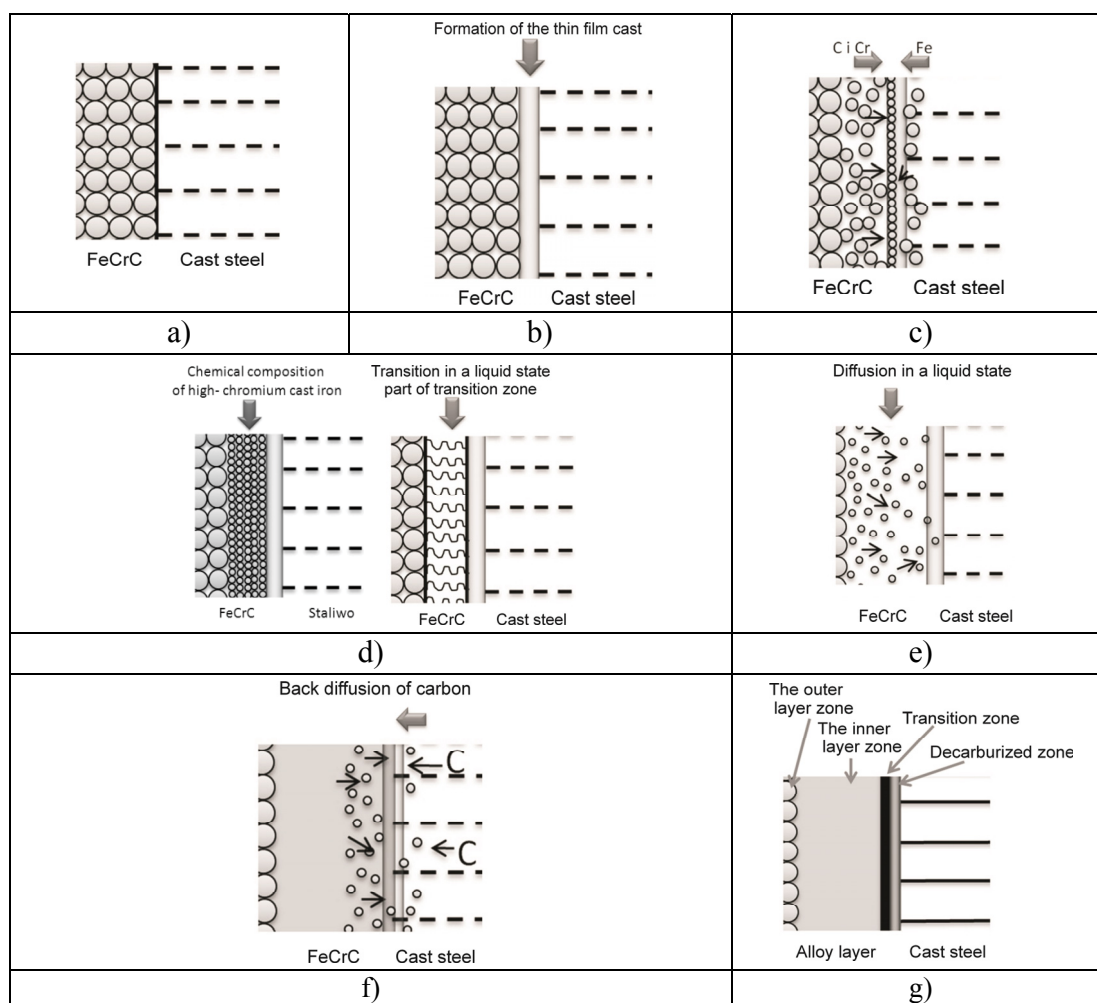 FeCrC Cast steel
a)
Formation of the thin film cast
FeCrC Cast steel
b)
C i Cr Fe
FeCrC Cast steel
c)
Chemical composition
of high- chromium cast iron
FeCrC Staliwo
Transition in a liquid state
part of transition zone
FeCrC Cast steel
d)
Diffusion in a liquid state
FeCrC Cast steel
e)
Back diffusion of carbon
C
C
FeCrC Cast steel
f)
The outer
layer zone
The inner
layer zone
Transition zone
Decarburized zone
Alloy layer Cast steel
g)